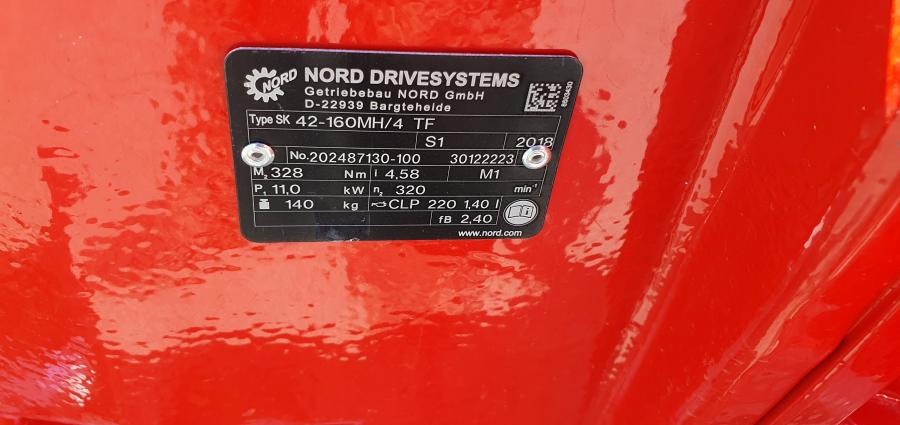 NORD
NORD DRIVESYSTEMS
Getriebebau NORD GmbH
D-22939 Bargteheide
Type SK 42-160MH/4 TF
S1 2018
No. 202487130-100 30122223
M₂ 328 Nm i 4,58 M1
P₁ 11,0 kW n₂ 320 min⁻¹
140 kg CLP 220 1,40 l
fB 2,40
www.nord.com